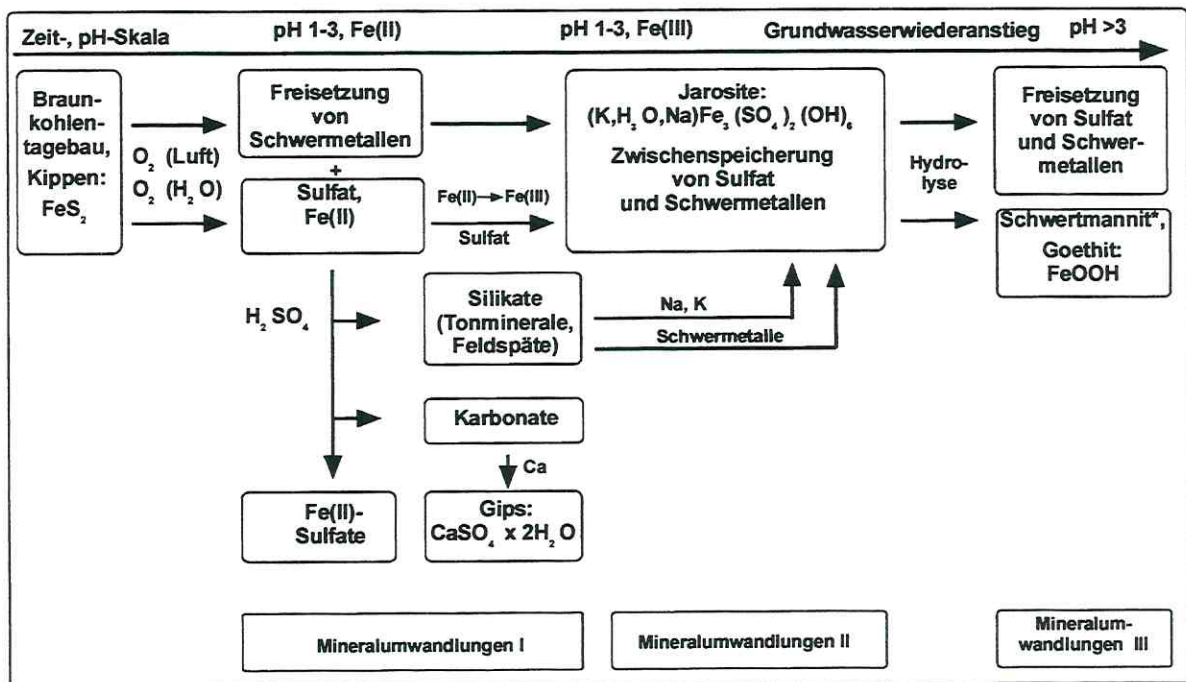 Zeit-, pH-Skala
pH 1-3, Fe(II)
pH 1-3, Fe(III)
Grundwasserwiederanstieg
pH >3
Braun-
kohlen-
tagebau,
Kippen:
FeS₂
O₂ (Luft)
O₂ (H₂O)
Freisetzung
von
Schwermetallen
+
Sulfat,
Fe(II)
Fe(II)→Fe(III)
Sulfat
Jarosite:
(K,H₃O,Na)Fe₃(SO₄)₂(OH)₆
Zwischenspeicherung
von Sulfat
und Schwermetallen
Hydro-
lyse
Freisetzung
von Sulfat
und Schwer-
metallen
Schwertmannit*,
Goethit:
FeOOH
H₂SO₄
Silikate
(Tonminerale,
Feldspäte)
Na, K
Schwermetalle
Karbonate
Ca
Fe(II)-
Sulfate
Gips:
CaSO₄ x 2H₂O
Mineralumwandlungen I
Mineralumwandlungen II
Mineralum-
wandlungen III